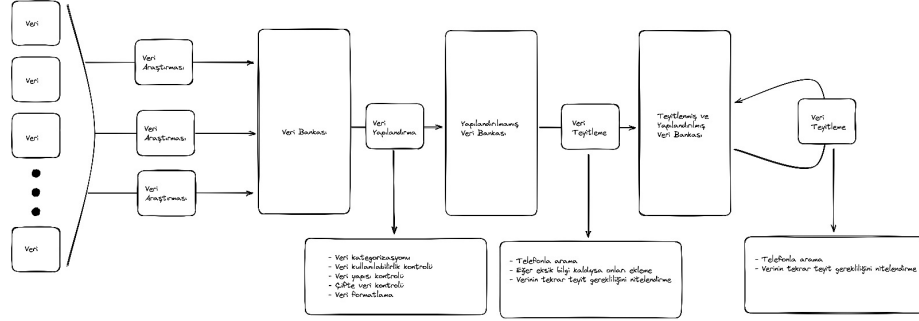 Veri
Veri
Veri
Veri
Veri
Araştırması
Veri
Araştırması
Veri
Araştırması
Veri Bankası
Veri
Yapılandırma
Yapılandırılmamış
Veri Bankası
Veri
Teyitleme
Teyitlenmiş ve
Yapılandırılmış
Veri Bankası
Veri
Teyitleme
- Veri kategorizasyonu
- Veri kullanılabilirlik kontrolü
- Veri yapısı kontrolü
- Çifte veri kontrolü
- Veri formatlama
- Telefonla arama
- Eğer eksik bilgi kaldıysa onları ekleme
- Verinin tekrar teyit gerekliliğini nitelendirme
- Telefonla arama
- Verinin tekrar teyit gerekliliğini nitelendirme